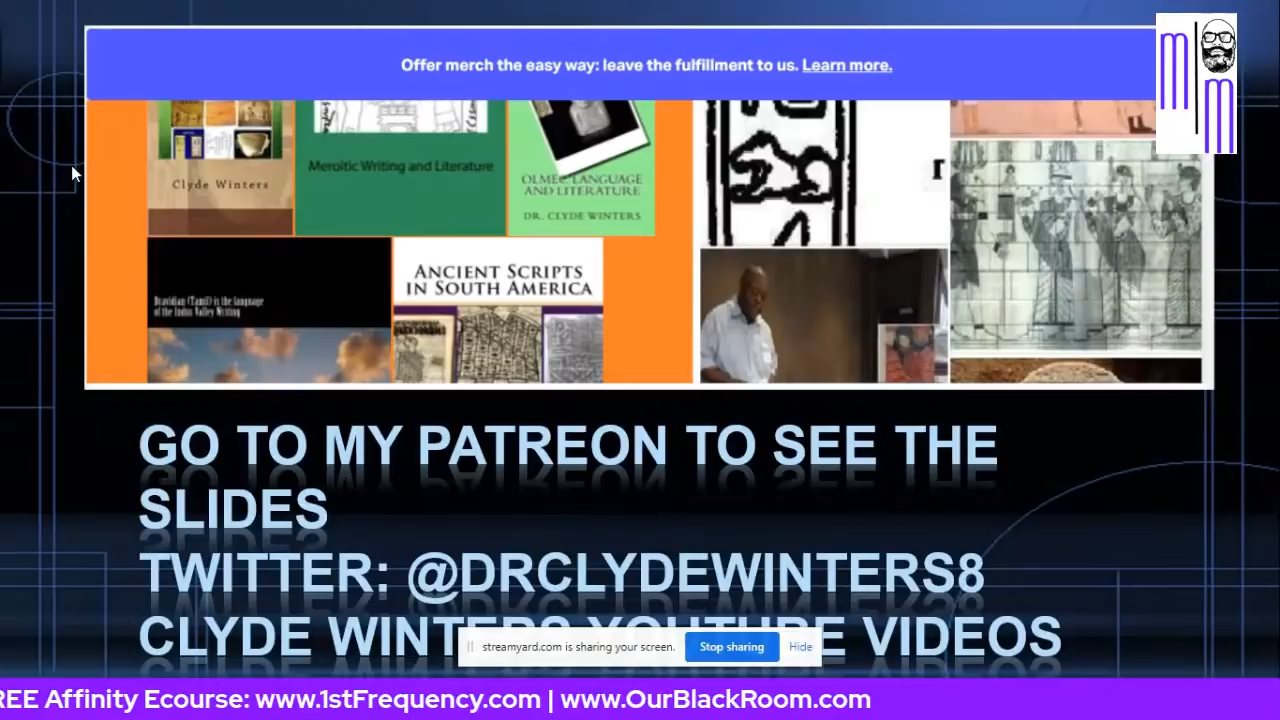 Offer merch the easy way: leave the fulfillment to us. Learn more.
Clyde Winters
Meroitic Writing and Literature
OLMEC LANGUAGE
AND LITERATURE
DR. CLYDE WINTERS
Dravidian (Tamil) is the language
of the Indus Valley Writing
ANCIENT SCRIPTS
IN SOUTH AMERICA
GO TO MY PATREON TO SEE THE
SLIDES
TWITTER: @DRCLYDEWINTERS8
CLYDE WINTERS YOUTUBE VIDEOS
streamyard.com is sharing your screen. Stop sharing Hide
REE Affinity Ecourse: www.1stFrequency.com | www.OurBlackRoom.com